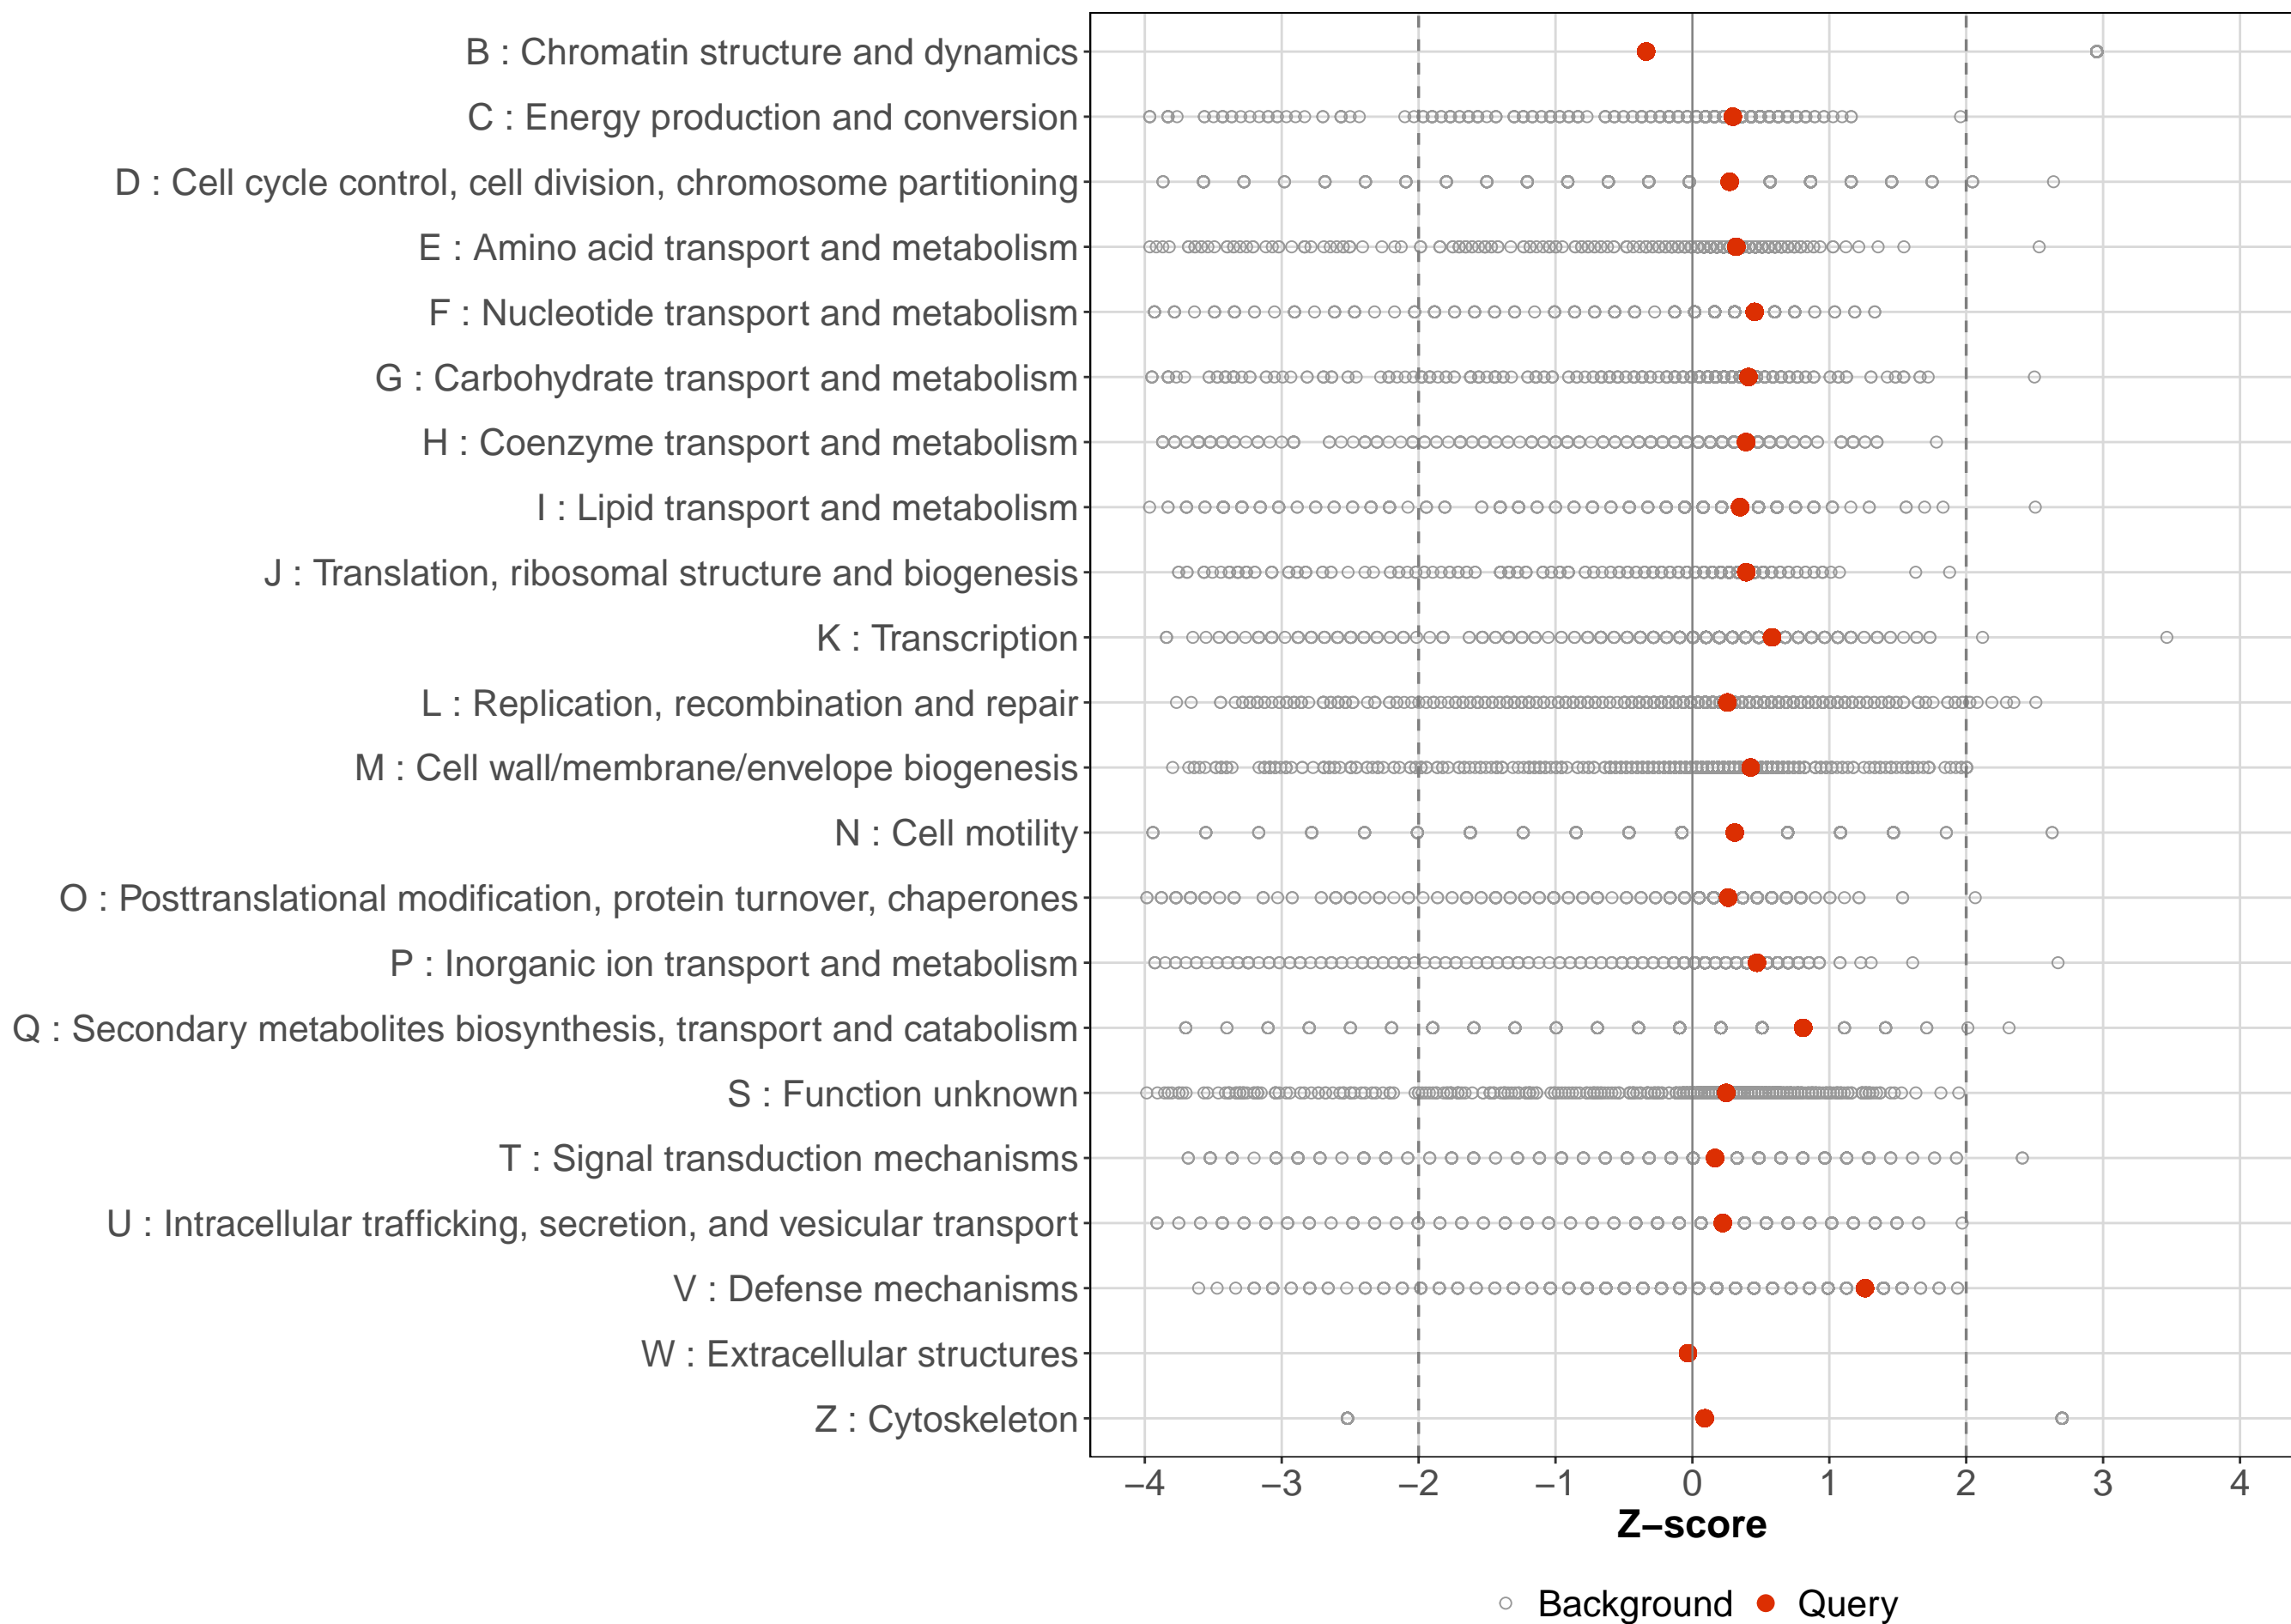 B : Chromatin structure and dynamics
C : Energy production and conversion
D : Cell cycle control, cell division, chromosome partitioning
E : Amino acid transport and metabolism
F : Nucleotide transport and metabolism
G : Carbohydrate transport and metabolism
H : Coenzyme transport and metabolism
I : Lipid transport and metabolism
J : Translation, ribosomal structure and biogenesis
K : Transcription
L : Replication, recombination and repair
M : Cell wall/membrane/envelope biogenesis
N : Cell motility
O : Posttranslational modification, protein turnover, chaperones
P : Inorganic ion transport and metabolism
Q : Secondary metabolites biosynthesis, transport and catabolism
S : Function unknown
T : Signal transduction mechanisms
U : Intracellular trafficking, secretion, and vesicular transport
V : Defense mechanisms
W : Extracellular structures
Z : Cytoskeleton
−4 −3 −2 −1 0 1 2 3 4
Z−score
Background Query